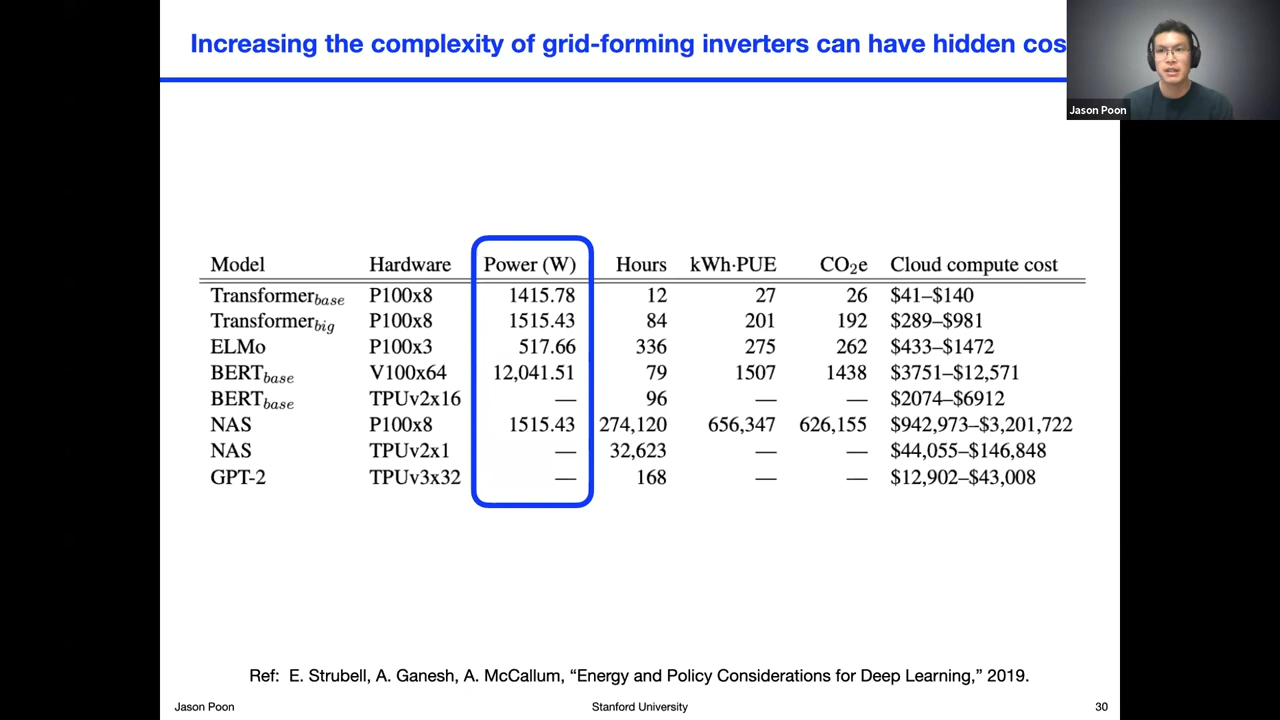 Increasing the complexity of grid-forming inverters can have hidden cos
Jason Poon
Model Hardware Power (W) Hours kWh·PUE CO2e Cloud compute cost
Transformerbase P100x8 1415.78 12 27 26 $41–$140
Transformerbig P100x8 1515.43 84 201 192 $289–$981
ELMo P100x3 517.66 336 275 262 $433–$1472
BERTbase V100x64 12,041.51 79 1507 1438 $3751–$12,571
BERTbase TPUv2x16 — 96 — — $2074–$6912
NAS P100x8 1515.43 274,120 656,347 626,155 $942,973–$3,201,722
NAS TPUv2x1 — 32,623 — — $44,055–$146,848
GPT-2 TPUv3x32 — 168 — — $12,902–$43,008
Ref: E. Strubell, A. Ganesh, A. McCallum, “Energy and Policy Considerations for Deep Learning,” 2019.
Jason Poon Stanford University 30